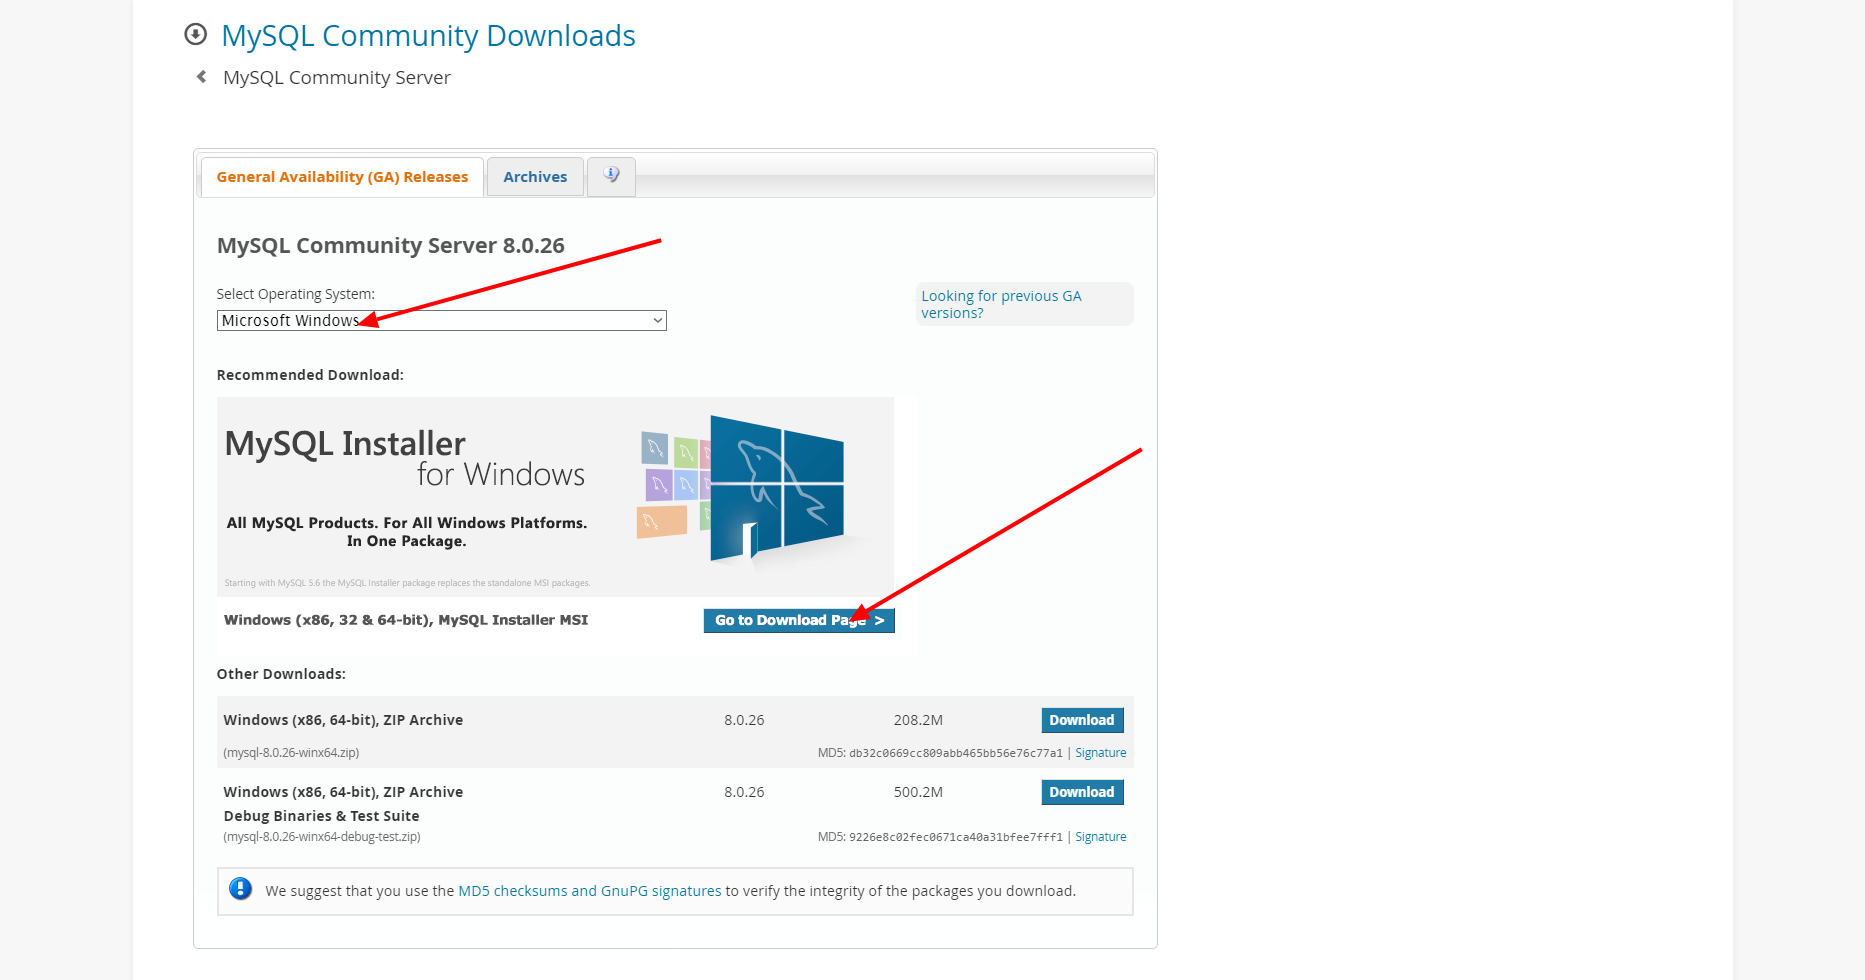 MySQL Community Downloads
MySQL Community Server
General Availability (GA) Releases
Archives
i
MySQL Community Server 8.0.26
Select Operating System:
Microsoft Windows
Looking for previous GA
versions?
Recommended Download:
MySQL Installer
for Windows
All MySQL Products. For All Windows Platforms.
In One Package.
Starting with MySQL 5.6 the MySQL Installer package replaces the standalone MSI packages.
Windows (x86, 32 & 64-bit), MySQL Installer MSI
Go to Download Page >
Other Downloads:
Windows (x86, 64-bit), ZIP Archive 8.0.26 208.2M Download
(mysql-8.0.26-winx64.zip) MD5: db32c0669cc809abb465bb56e76c77a1 | Signature
Windows (x86, 64-bit), ZIP Archive 8.0.26 500.2M Download
Debug Binaries & Test Suite
(mysql-8.0.26-winx64-debug-test.zip) MD5: 9226e8c02fec0671ca40a31bfee7fff1 | Signature
We suggest that you use the MD5 checksums and GnuPG signatures to verify the integrity of the packages you download.